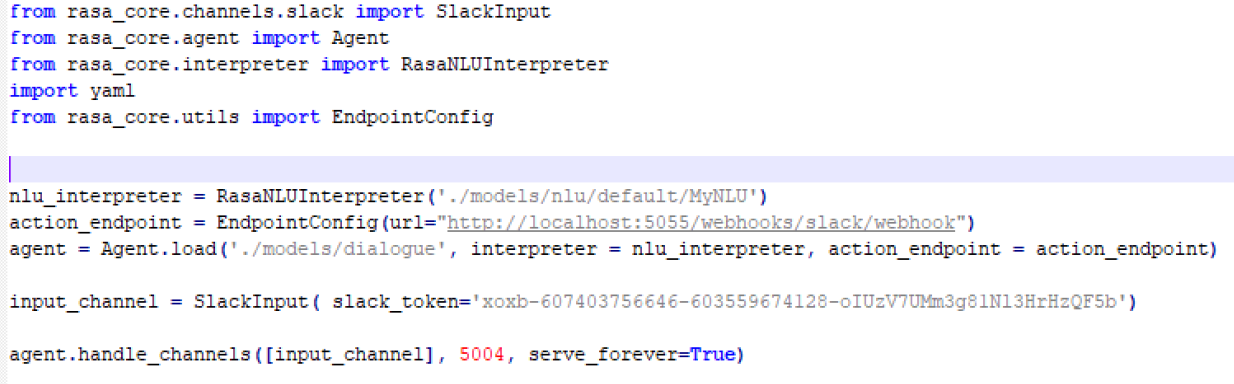 from rasa_core.channels.slack import SlackInput
from rasa_core.agent import Agent
from rasa_core.interpreter import RasaNLUInterpreter
import yaml
from rasa_core.utils import EndpointConfig
nlu_interpreter = RasaNLUInterpreter('./models/nlu/default/MyNLU')
action_endpoint = EndpointConfig(url="http://localhost:5055/webhooks/slack/webhook")
agent = Agent.load('./models/dialogue', interpreter = nlu_interpreter, action_endpoint = action_endpoint)
input_channel = SlackInput( slack_token='xoxb-607403756646-603559674128-oIUzV7UMm3g81Nl3HrHzQF5b')
agent.handle_channels([input_channel], 5004, serve_forever=True)